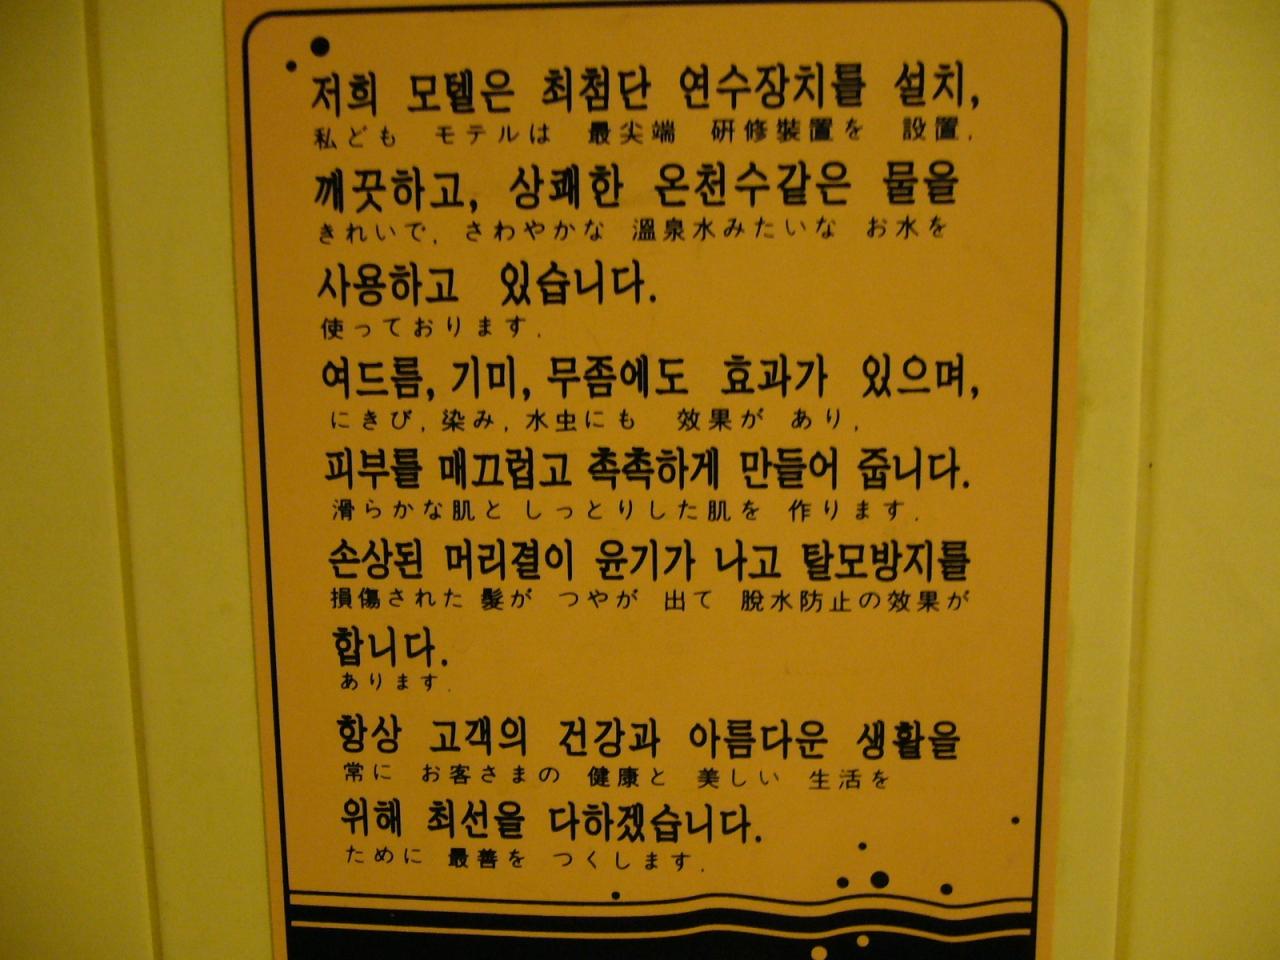 저희 모텔은 최첨단 연수장치를 설치,
私ども モテルは 最尖端 研修裝置を 設置.
깨끗하고, 상쾌한 온천수같은 물을
きれいで, さわやかな 溫泉水みたいな お水を
사용하고 있습니다.
使っております.
여드름, 기미, 무좀에도 효과가 있으며,
にきび, 染み, 水虫にも 效果が あり,
피부를 매끄럽고 촉촉하게 만들어 줍니다.
滑らかな肌と しっとりした肌を 作ります.
손상된 머리결이 윤기가 나고 탈모방지를
損傷された 髮が つやが 出て 脫水防止の效果が
합니다.
あります.
항상 고객의 건강과 아름다운 생활을
常に お客さまの 健康と 美しい 生活を
위해 최선을 다하겠습니다.
ために 最善を つくします.